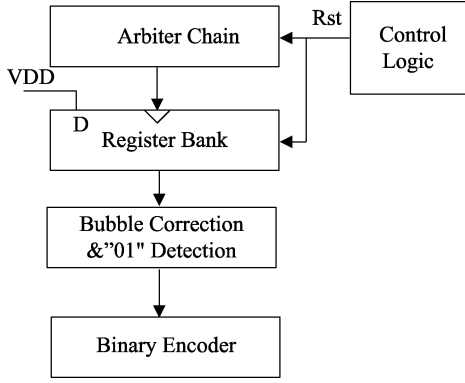 Arbiter Chain
Rst
Control
Logic
VDD
D
Register Bank
Bubble Correction
&”01" Detection
Binary Encoder